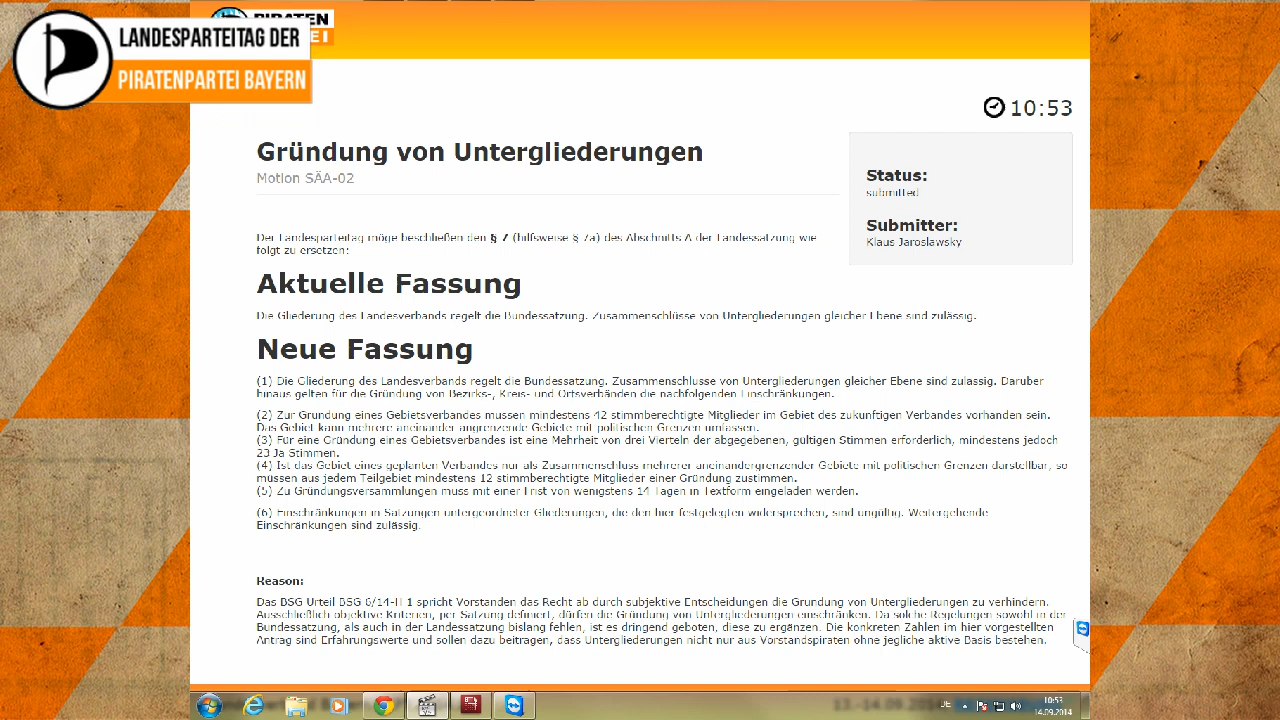 PIRATEN
EI
LANDESPARTEITAG DER
PIRATENPARTEI BAYERN
10:53
Gründung von Untergliederungen
Motion SÄA-02
Status:
submitted
Submitter:
Klaus Jaroslawsky
Der Landesparteitag möge beschließen den § 7 (hilfsweise § 7a) des Abschnitts A der Landessatzung wie
folgt zu ersetzen:
Aktuelle Fassung
Die Gliederung des Landesverbands regelt die Bundessatzung. Zusammenschlüsse von Untergliederungen gleicher Ebene sind zulässig.
Neue Fassung
(1) Die Gliederung des Landesverbands regelt die Bundessatzung. Zusammenschlüsse von Untergliederungen gleicher Ebene sind zulässig. Darüber
hinaus gelten für die Gründung von Bezirks-, Kreis- und Ortsverbänden die nachfolgenden Einschränkungen.
(2) Zur Gründung eines Gebietsverbandes müssen mindestens 42 stimmberechtigte Mitglieder im Gebiet des zukünftigen Verbandes vorhanden sein.
Das Gebiet kann mehrere aneinander angrenzende Gebiete mit politischen Grenzen umfassen.
(3) Für eine Gründung eines Gebietsverbandes ist eine Mehrheit von drei Vierteln der abgegebenen, gültigen Stimmen erforderlich, mindestens jedoch
23 Ja Stimmen.
(4) Ist das Gebiet eines geplanten Verbandes nur als Zusammenschluss mehrerer aneinandergrenzender Gebiete mit politischen Grenzen darstellbar, so
müssen aus jedem Teilgebiet mindestens 12 stimmberechtigte Mitglieder einer Gründung zustimmen.
(5) Zu Gründungsversammlungen muss mit einer Frist von wenigstens 14 Tagen in Textform eingeladen werden.
(6) Einschränkungen in Satzungen untergeordneter Gliederungen, die den hier festgelegten widersprechen, sind ungültig. Weitergehende
Einschränkungen sind zulässig.
Reason:
Das BSG Urteil BSG 6/14-H 1 spricht Vorständen das Recht ab durch subjektive Entscheidungen die Gründung von Untergliederungen zu verhindern.
Ausschließlich objektive Kriterien, per Satzung definiert, dürfen die Gründung von Untergliederungen einschränken. Da solche Regelungen sowohl in der
Bundessatzung, als auch in der Landessatzung bislang fehlen, ist es dringend geboten, diese zu ergänzen. Die konkreten Zahlen im hier vorgestellten
Antrag sind Erfahrungswerte und sollen dazu beitragen, dass Untergliederungen nicht nur aus Vorstandspiraten ohne jegliche aktive Basis bestehen.
DE
10:53
14.09.2014